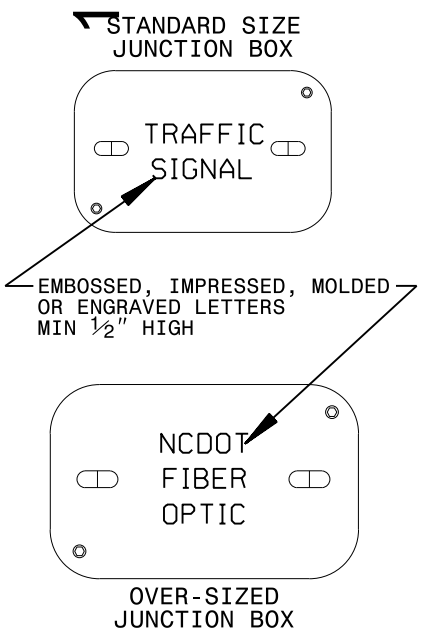 STANDARD SIZE
JUNCTION BOX
TRAFFIC
SIGNAL
EMBOSSED, IMPRESSED, MOLDED
OR ENGRAVED LETTERS
MIN ½" HIGH
NCDOT
FIBER
OPTIC
OVER-SIZED
JUNCTION BOX